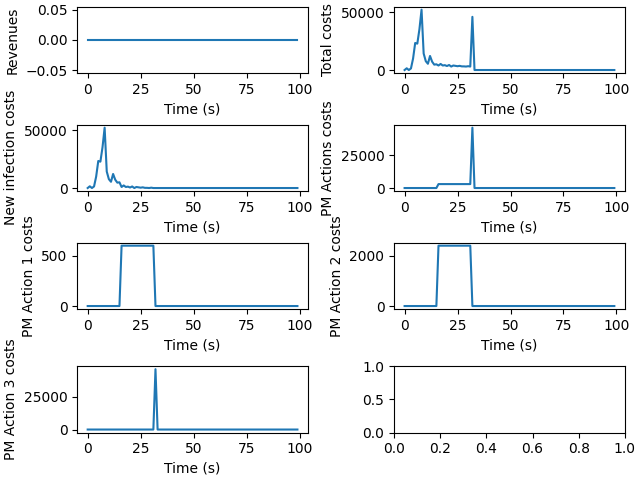 Revenues
0.05
0.00
−0.05
0 25 50 75 100
Time (s)
Total costs
50000
0
0 25 50 75 100
Time (s)
New infection costs
50000
0
0 25 50 75 100
Time (s)
PM Actions costs
25000
0
0 25 50 75 100
Time (s)
PM Action 1 costs
500
0
0 25 50 75 100
Time (s)
PM Action 2 costs
2000
0
0 25 50 75 100
Time (s)
PM Action 3 costs
25000
0
0 25 50 75 100
Time (s)
1.0
0.5
0.0
0.0 0.2 0.4 0.6 0.8 1.0